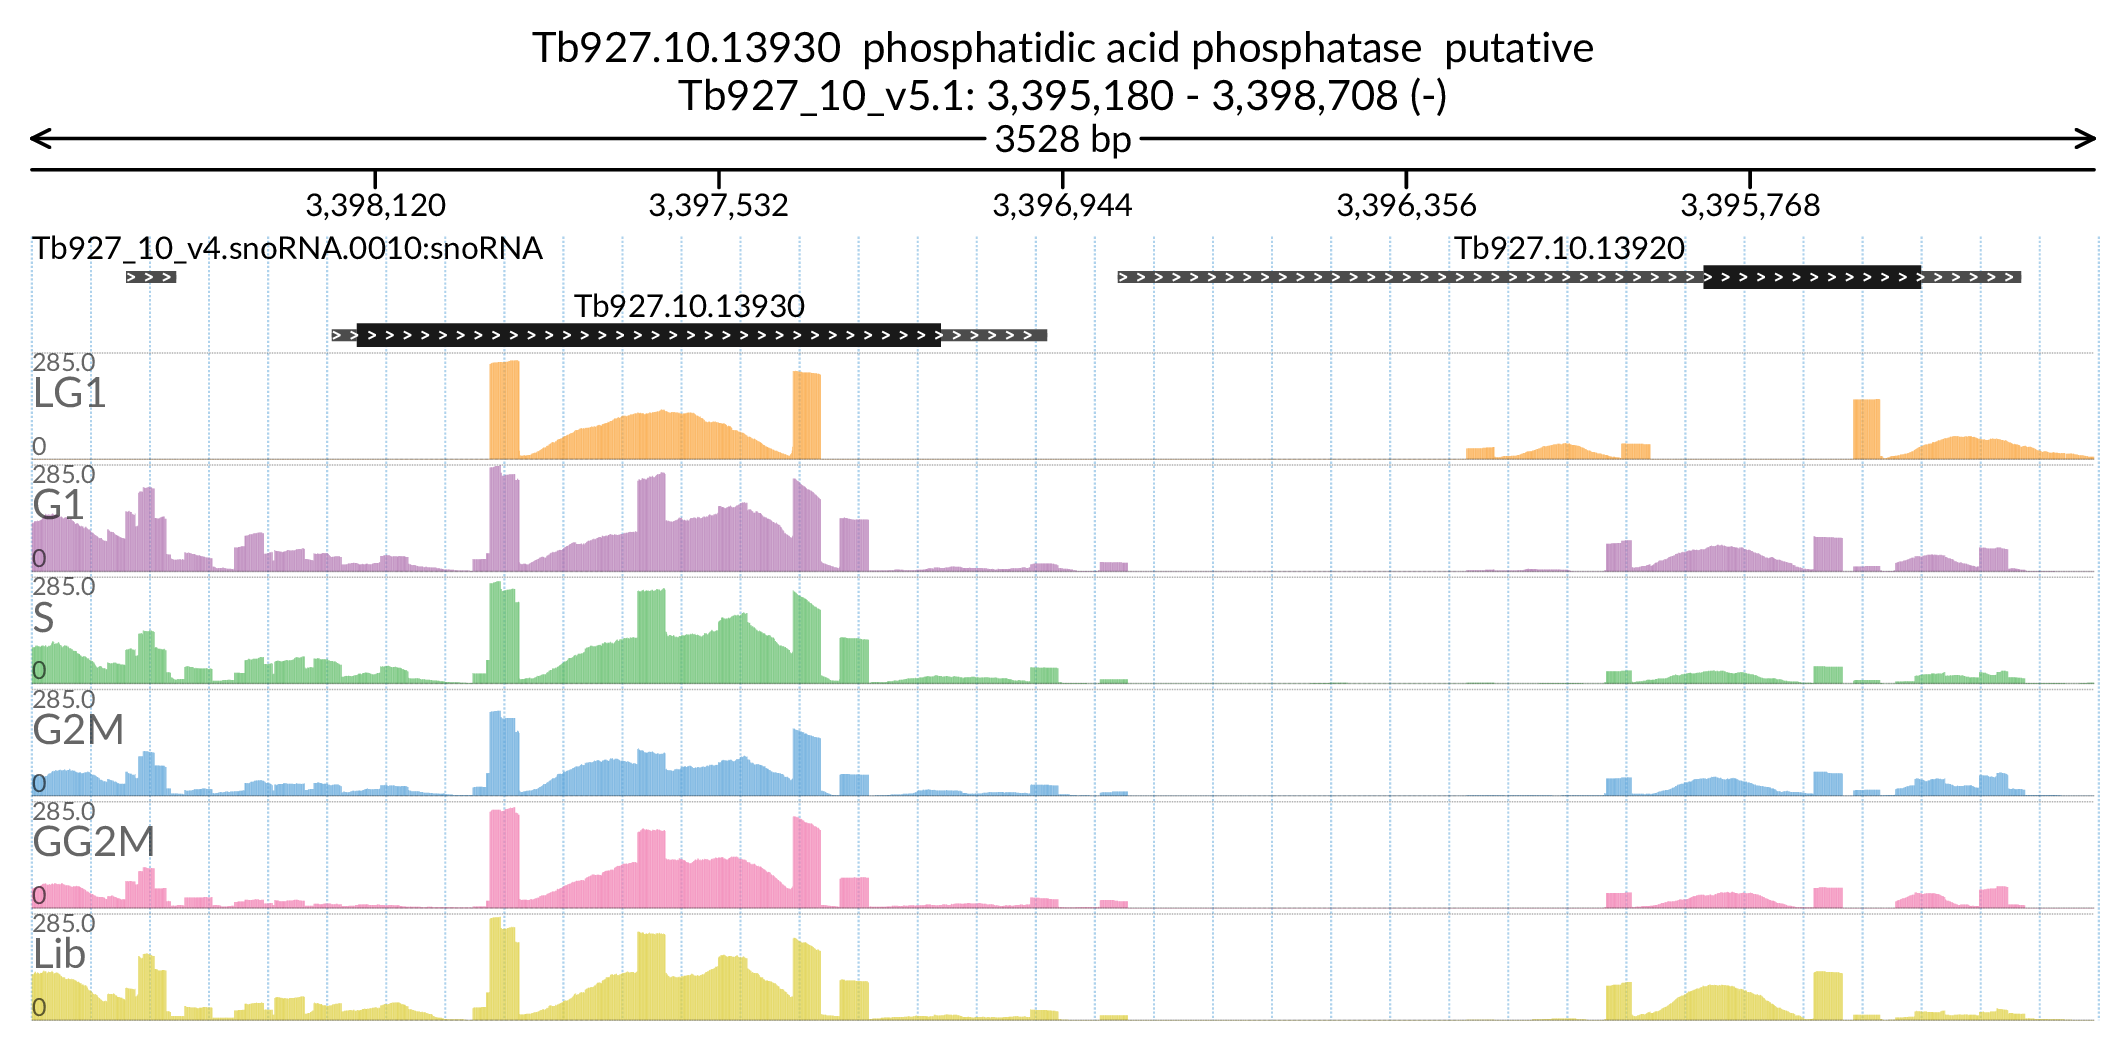 Tb927.10.13930  phosphatidic acid phosphatase  putative
Tb927_10_v5.1: 3,395,180 - 3,398,708 (-)
3528 bp
3,398,120 3,397,532 3,396,944 3,396,356 3,395,768
Tb927_10_v4.snoRNA.0010:snoRNA Tb927.10.13920
Tb927.10.13930
285.0
LG1
0
285.0
G1
0
285.0
S
0
285.0
G2M
0
285.0
GG2M
0
285.0
Lib
0